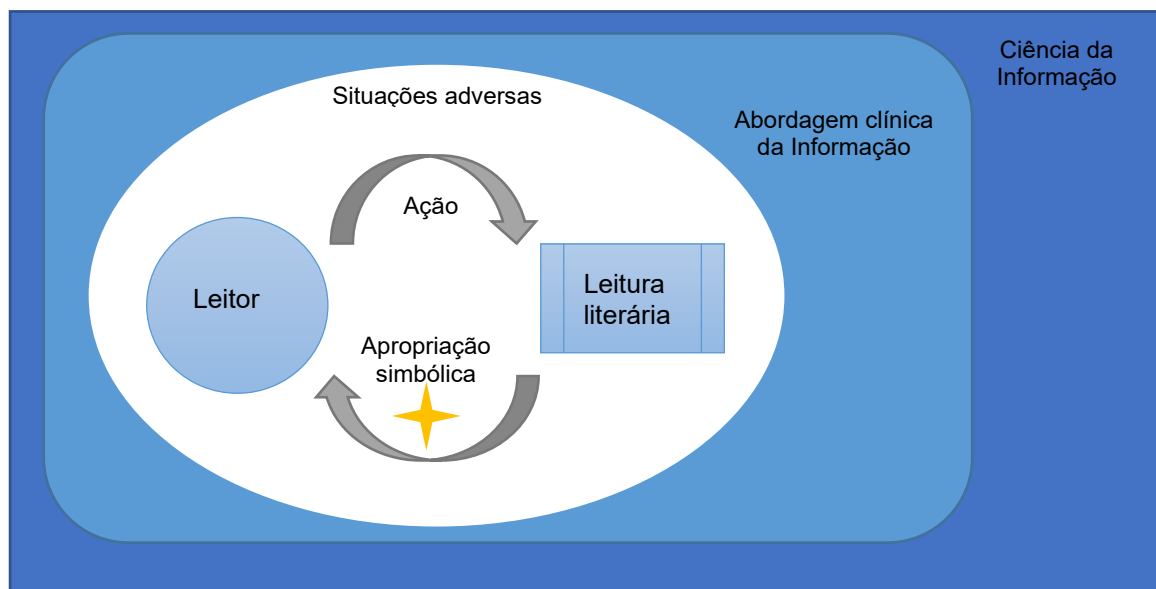 Ciência da
Informação
Situações adversas
Abordagem clínica
da Informação
Ação
Leitor
Leitura
literária
Apropriação
simbólica